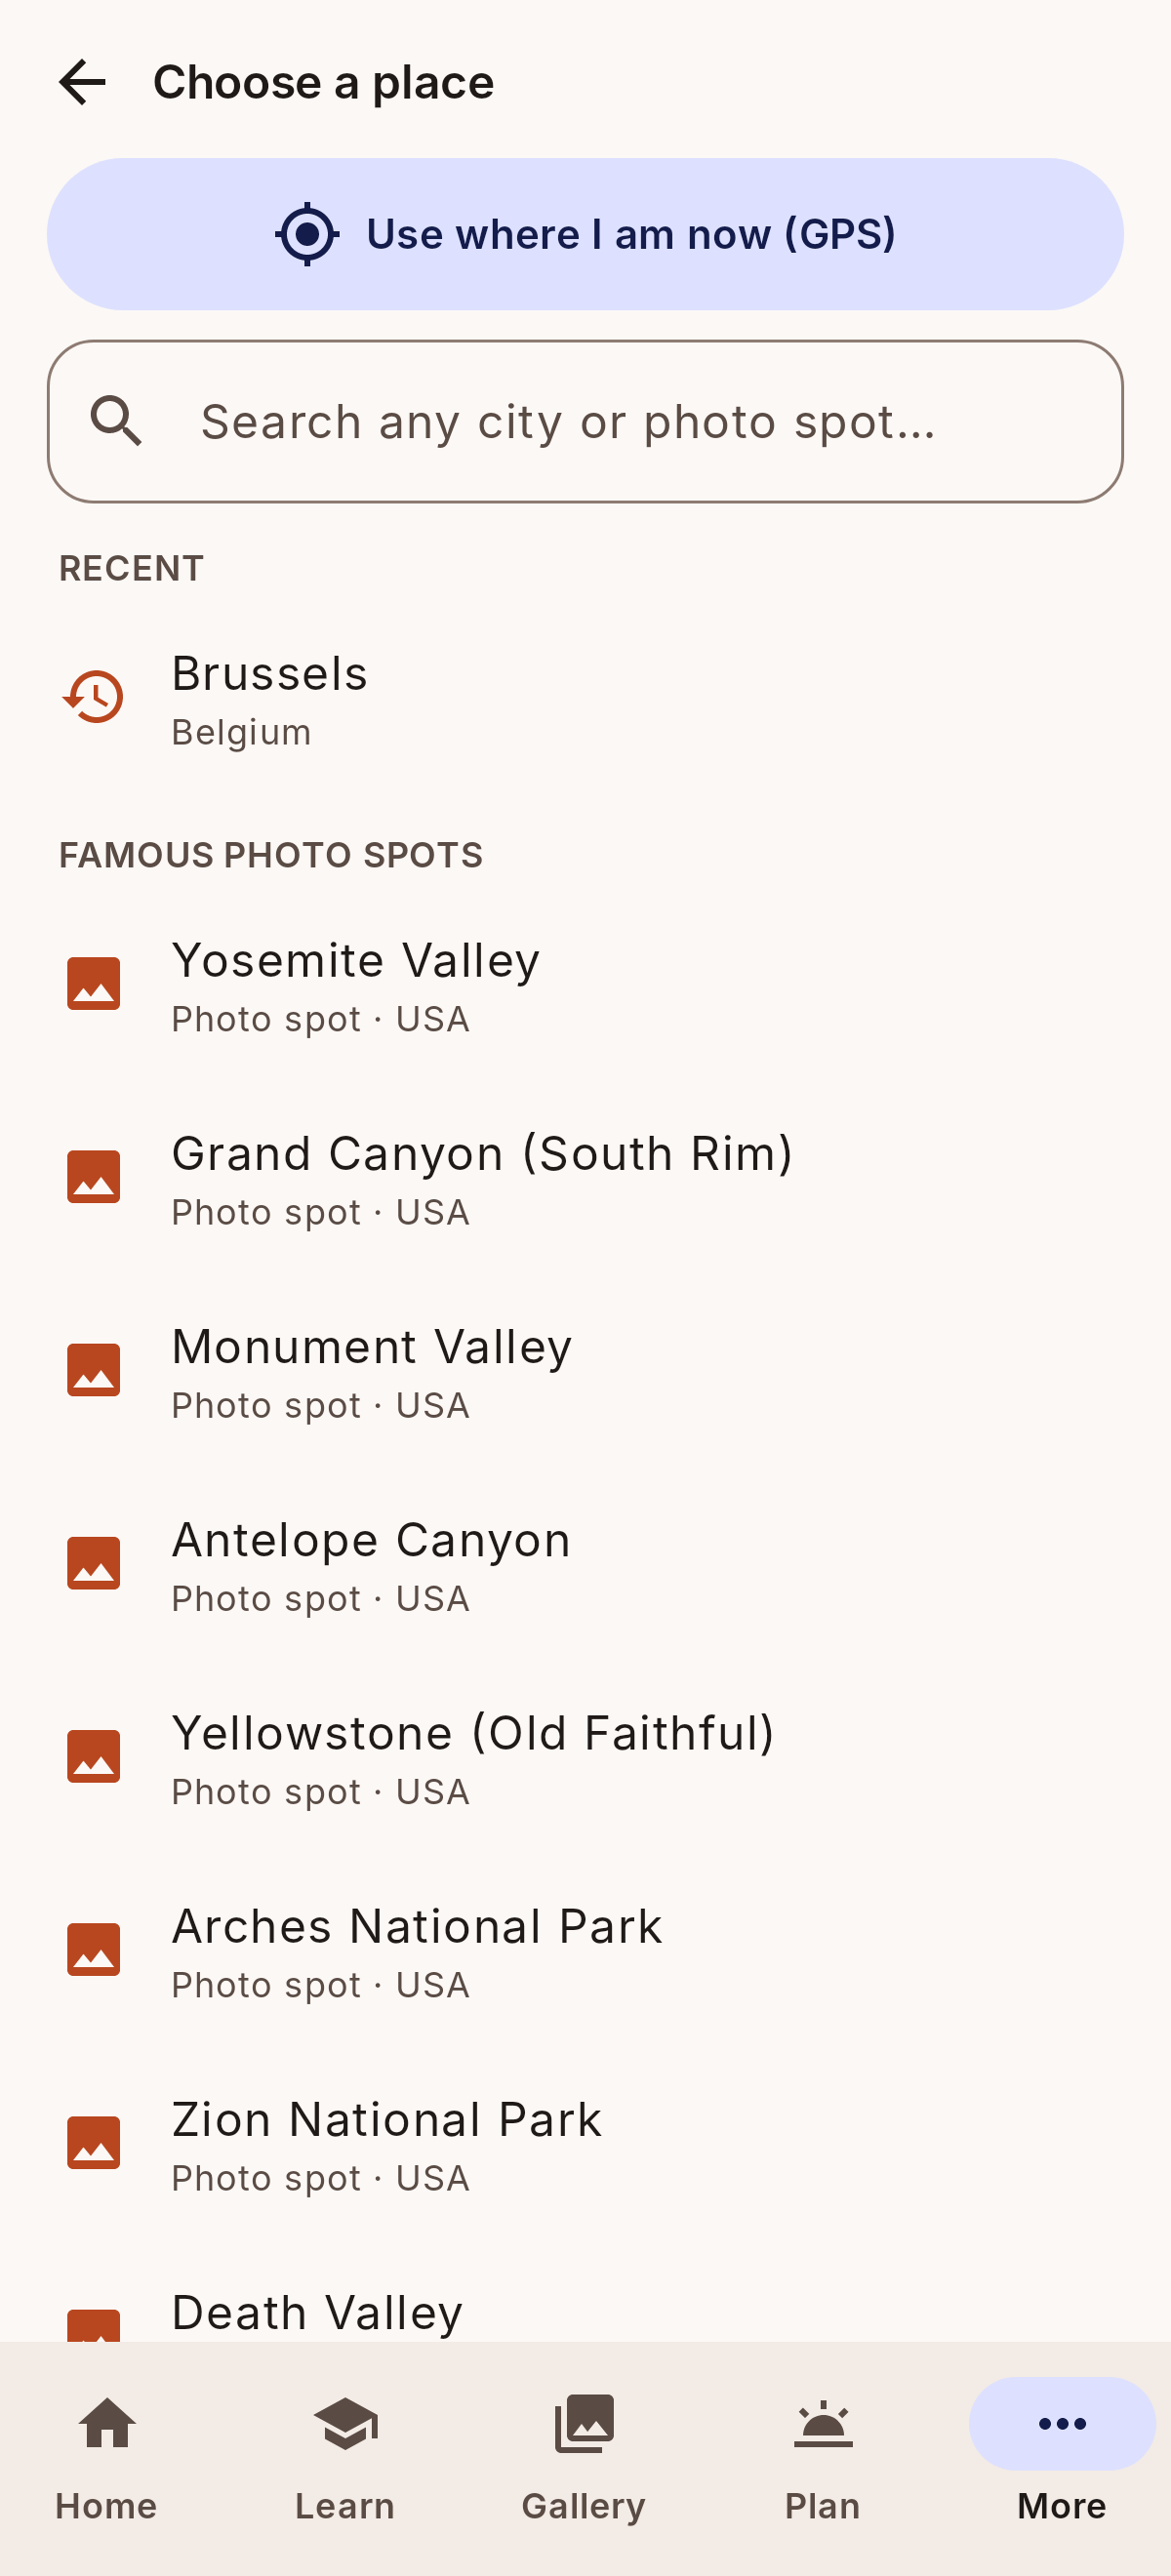 Choose a place
Use where I am now (GPS)
Search any city or photo spot...
RECENT
Brussels
Belgium
FAMOUS PHOTO SPOTS
Yosemite Valley
Photo spot · USA
Grand Canyon (South Rim)
Photo spot · USA
Monument Valley
Photo spot · USA
Antelope Canyon
Photo spot · USA
Yellowstone (Old Faithful)
Photo spot · USA
Arches National Park
Photo spot · USA
Zion National Park
Photo spot · USA
Death Valley
Home
Learn
Gallery
Plan
More